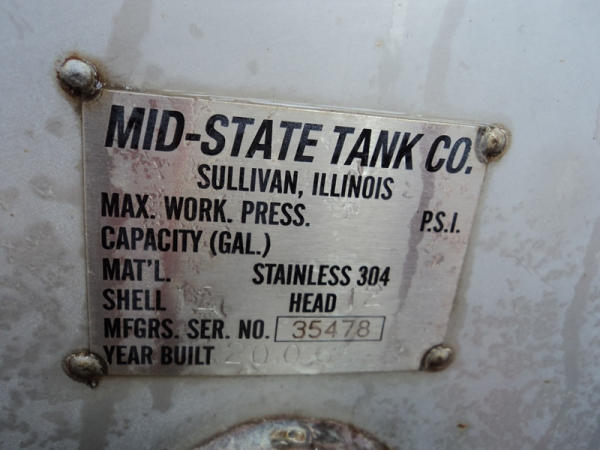 MID-STATE TANK CO.
SULLIVAN, ILLINOIS
MAX. WORK. PRESS. P.S.I.
CAPACITY (GAL.)
MAT'L. STAINLESS 304
SHELL 12 HEAD 12
MFGRS. SER. NO. 35478
YEAR BUILT